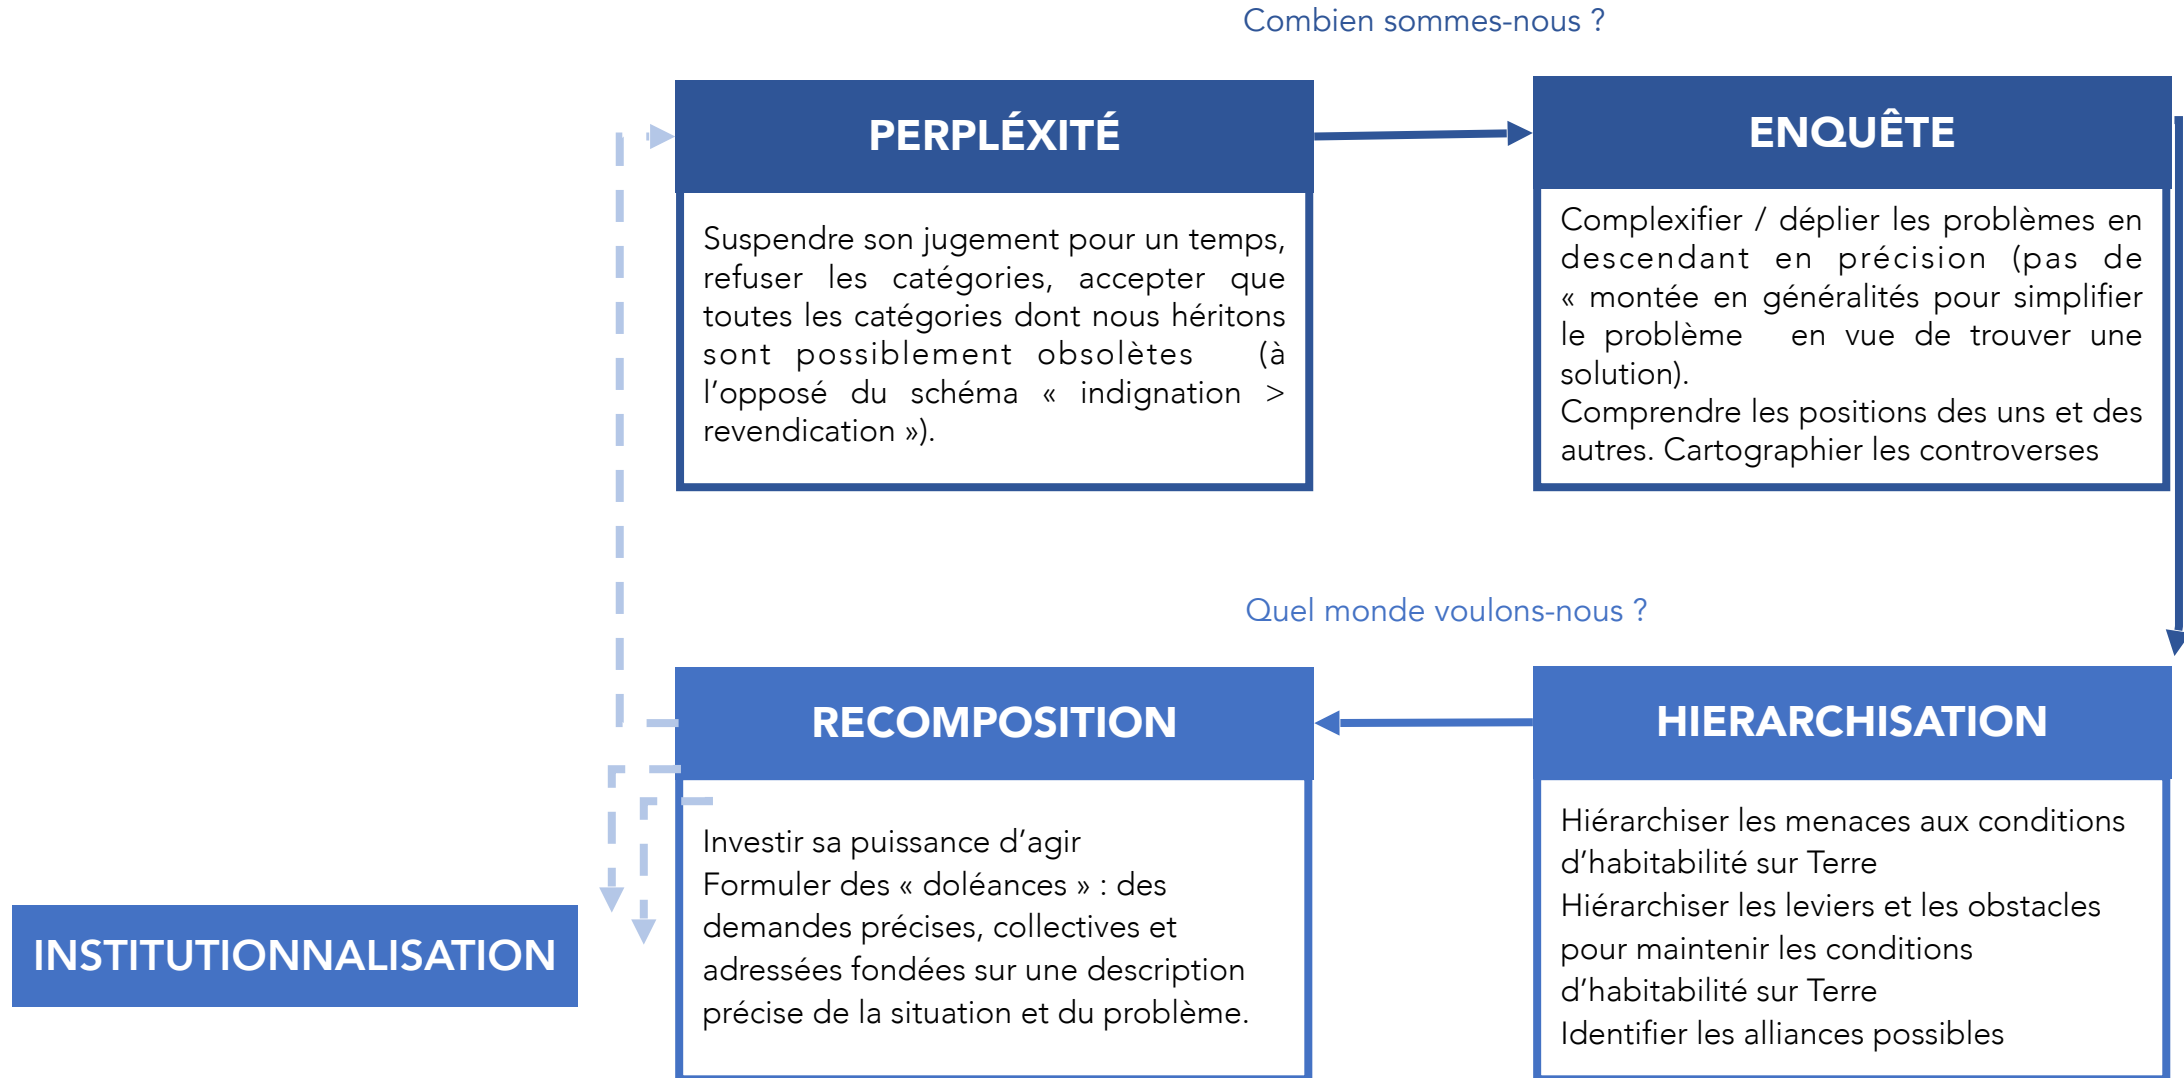 Combien sommes-nous ?
PERPLÉXITÉ
Suspendre son jugement pour un temps,
refuser les catégories, accepter que
toutes les catégories dont nous héritons
sont possiblement obsolètes (à
l’opposé du schéma « indignation >
revendication »).
ENQUÊTE
Complexifier / déplier les problèmes en
descendant en précision (pas de
« montée en généralités pour simplifier
le problème en vue de trouver une
solution).
Comprendre les positions des uns et des
autres. Cartographier les controverses
Quel monde voulons-nous ?
RECOMPOSITION
Investir sa puissance d’agir
Formuler des « doléances » : des
demandes précises, collectives et
adressées fondées sur une description
précise de la situation et du problème.
HIERARCHISATION
Hiérarchiser les menaces aux conditions
d’habitabilité sur Terre
Hiérarchiser les leviers et les obstacles
pour maintenir les conditions
d’habitabilité sur Terre
Identifier les alliances possibles
INSTITUTIONNALISATION